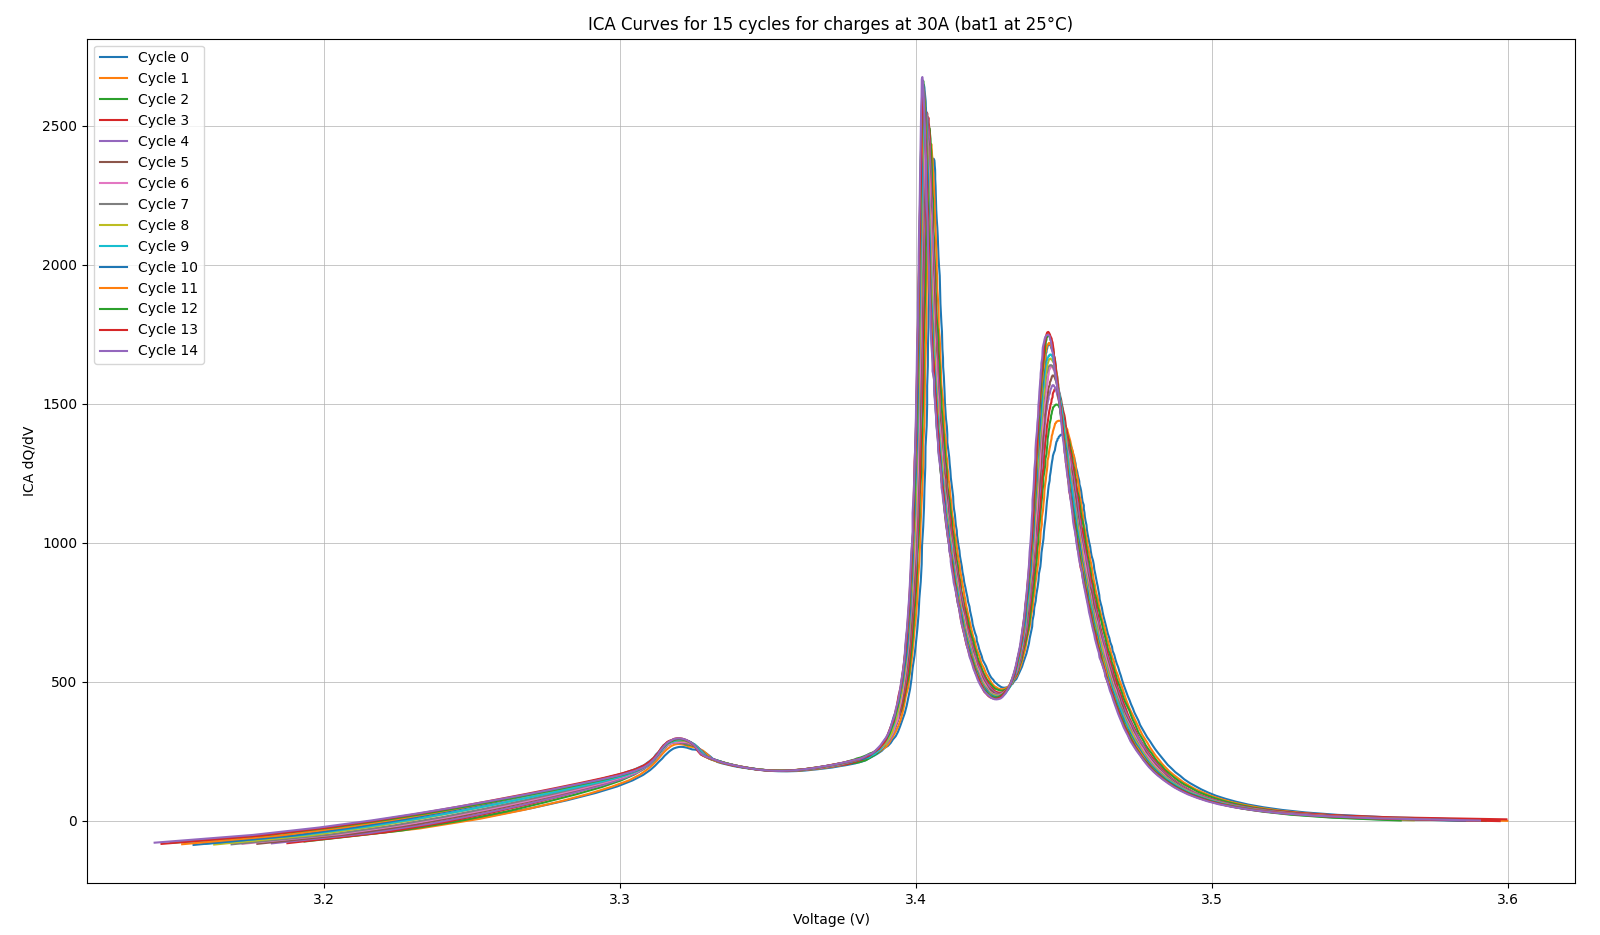 ICA Curves for 15 cycles for charges at 30A (bat1 at 25°C)
Cycle 0
Cycle 1
Cycle 2
Cycle 3
Cycle 4
Cycle 5
Cycle 6
Cycle 7
Cycle 8
Cycle 9
Cycle 10
Cycle 11
Cycle 12
Cycle 13
Cycle 14
2500
2000
1500
1000
500
0
ICA dQ/dV
3.2
3.3
3.4
3.5
3.6
Voltage (V)